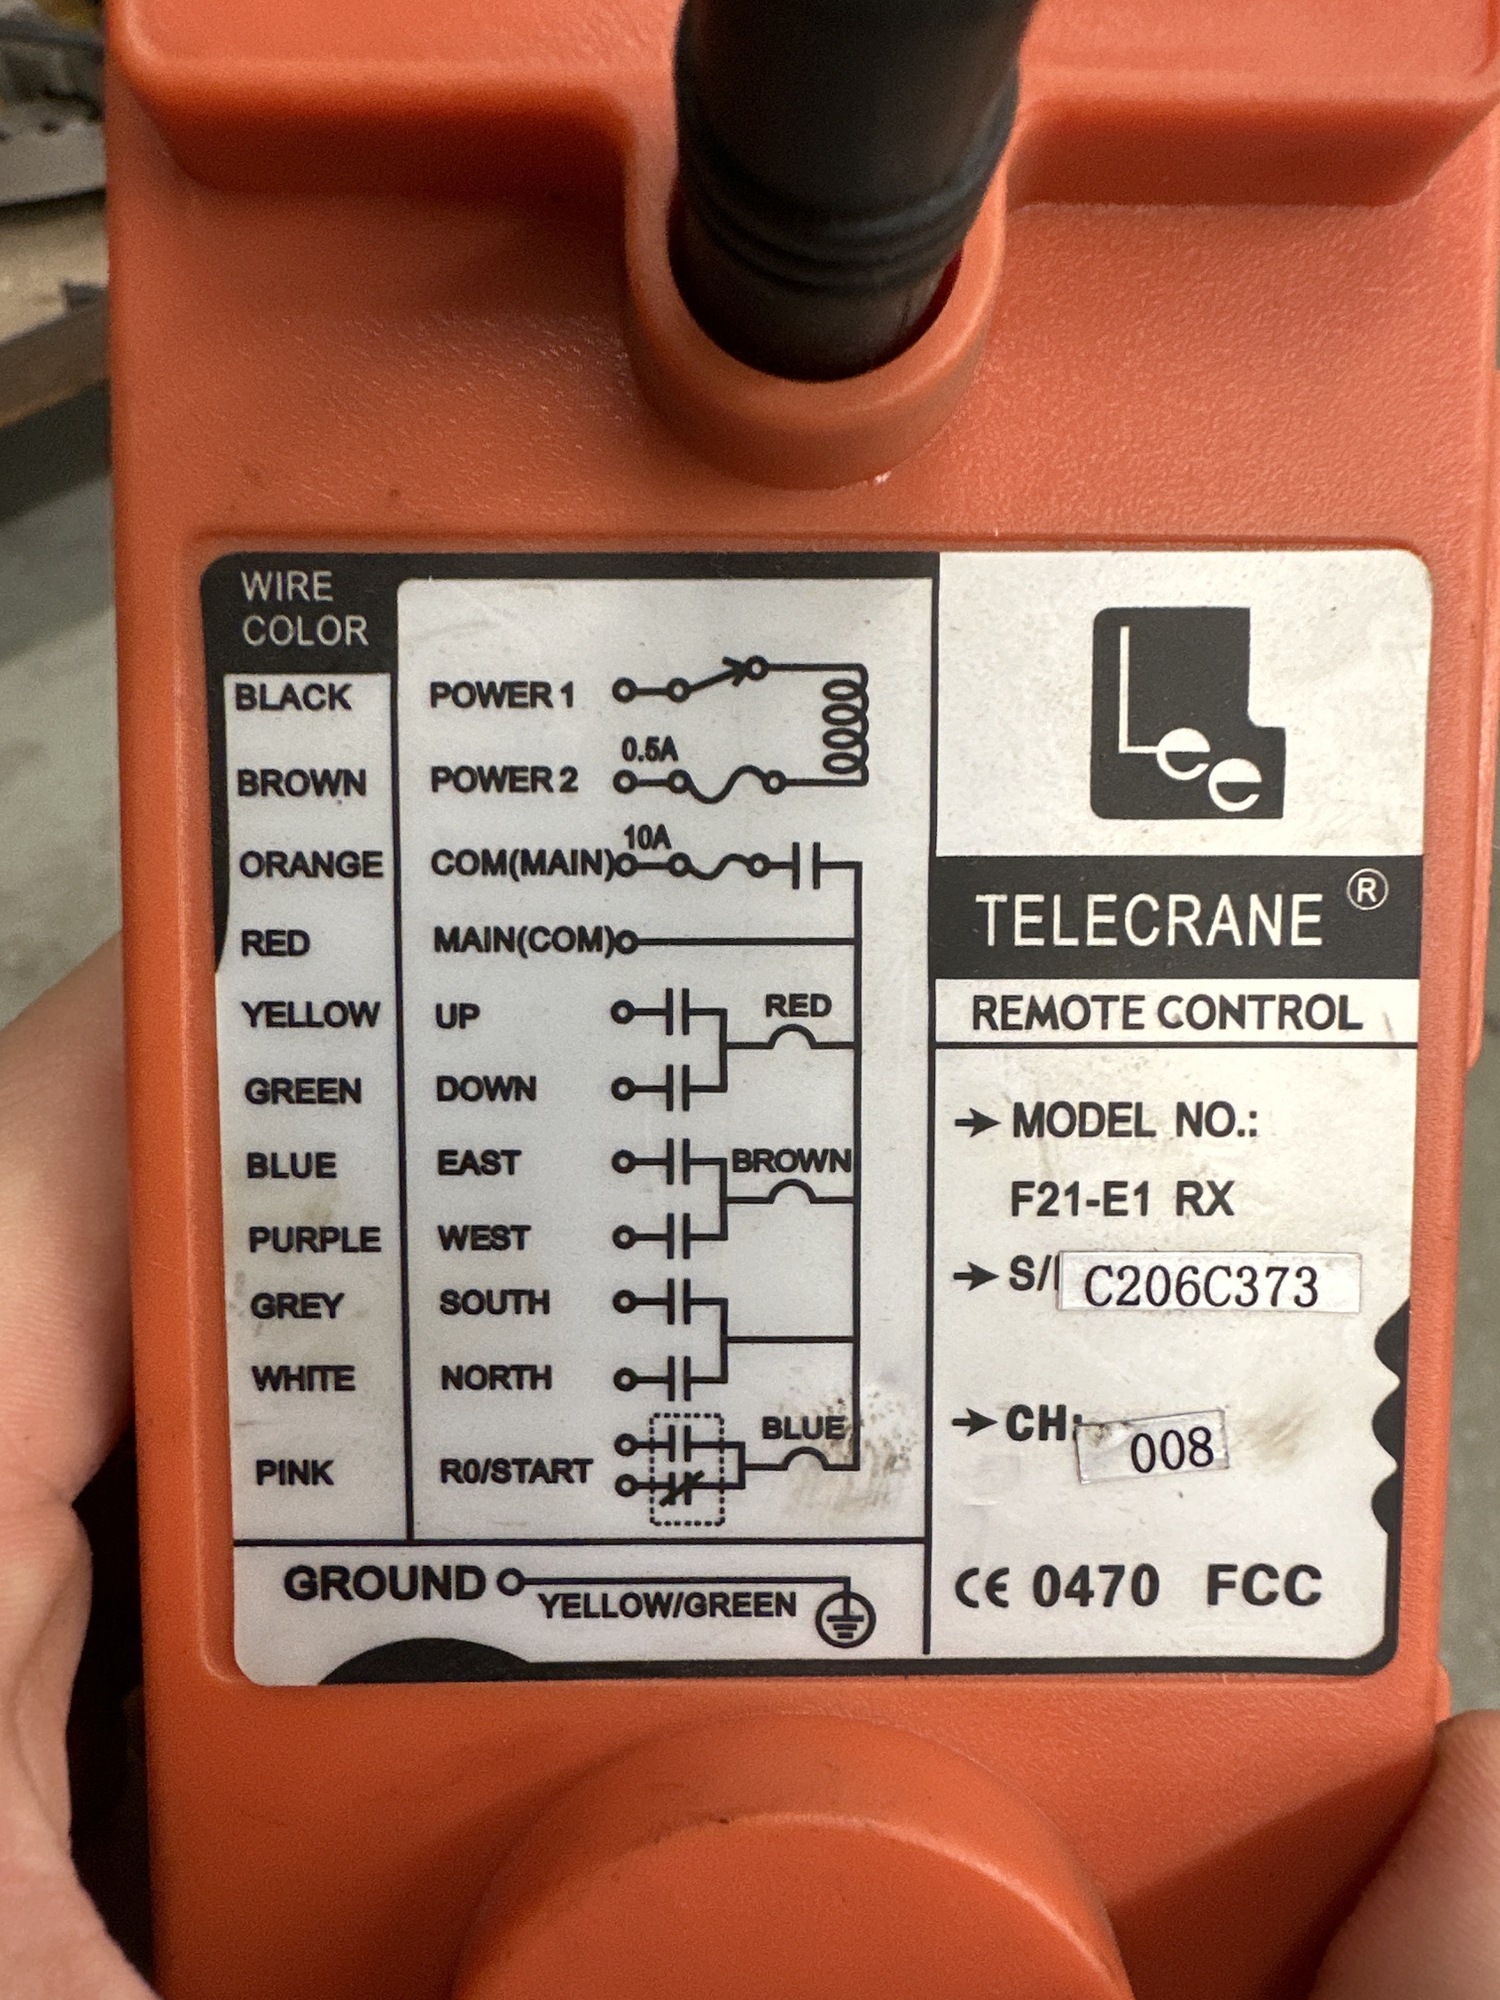 WIRE
COLOR
BLACK POWER 1
BROWN POWER 2 0.5A
ORANGE COM(MAIN) 10A
RED MAIN(COM)
YELLOW UP RED
GREEN DOWN
BLUE EAST BROWN
PURPLE WEST
GREY SOUTH
WHITE NORTH
PINK R0/START BLUE
GROUND YELLOW/GREEN
Lee
TELECRANE ®
REMOTE CONTROL
MODEL NO.:
F21-E1 RX
S/ C206C373
CH: 008
CE 0470 FCC